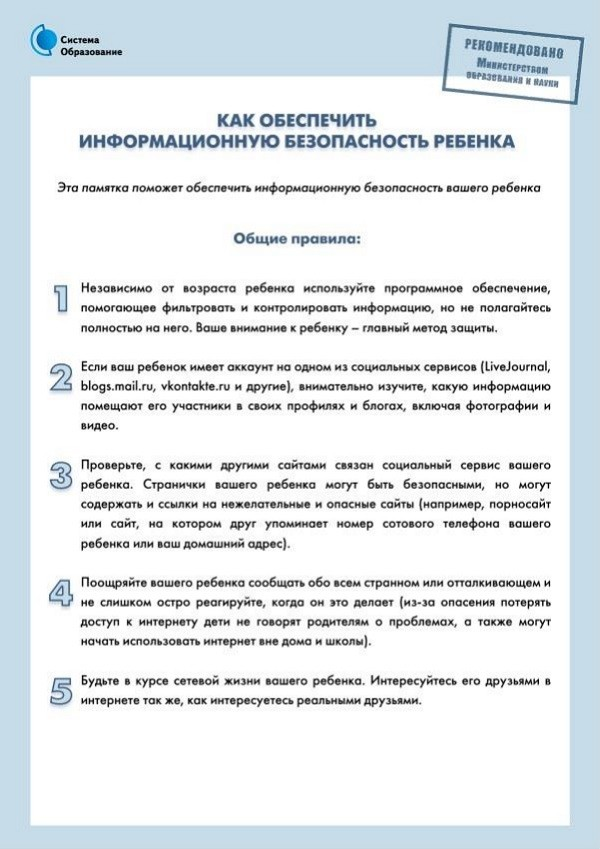 Система
Образование
РЕКОМЕНДОВАНО
Министерством
образования и науки
КАК ОБЕСПЕЧИТЬ
ИНФОРМАЦИОННУЮ БЕЗОПАСНОСТЬ РЕБЕНКА
Эта памятка поможет обеспечить информационную безопасность вашего ребенка
Общие правила:
1 Независимо от возраста ребенка используйте программное обеспечение,
помогающее фильтровать и контролировать информацию, но не полагайтесь
полностью на него. Ваше внимание к ребенку – главный метод защиты.
2 Если ваш ребенок имеет аккаунт на одном из социальных сервисов (LiveJournal,
blogs.mail.ru, vkontakte.ru и другие), внимательно изучите, какую информацию
помещают его участники в своих профилях и блогах, включая фотографии и
видео.
3 Проверьте, с какими другими сайтами связан социальный сервис вашего
ребенка. Странички вашего ребенка могут быть безопасными, но могут
содержать и ссылки на нежелательные и опасные сайты (например, порносайт
или сайт, на котором друг упоминает номер сотового телефона вашего
ребенка или ваш домашний адрес).
4 Поощряйте вашего ребенка сообщать обо всем странном или отталкивающем и
не слишком остро реагируйте, когда он это делает (из-за опасения потерять
доступ к интернету дети не говорят родителям о проблемах, а также могут
начать использовать интернет вне дома и школы).
5 Будьте в курсе сетевой жизни вашего ребенка. Интересуйтесь его друзьями в
интернете так же, как интересуетесь реальными друзьями.